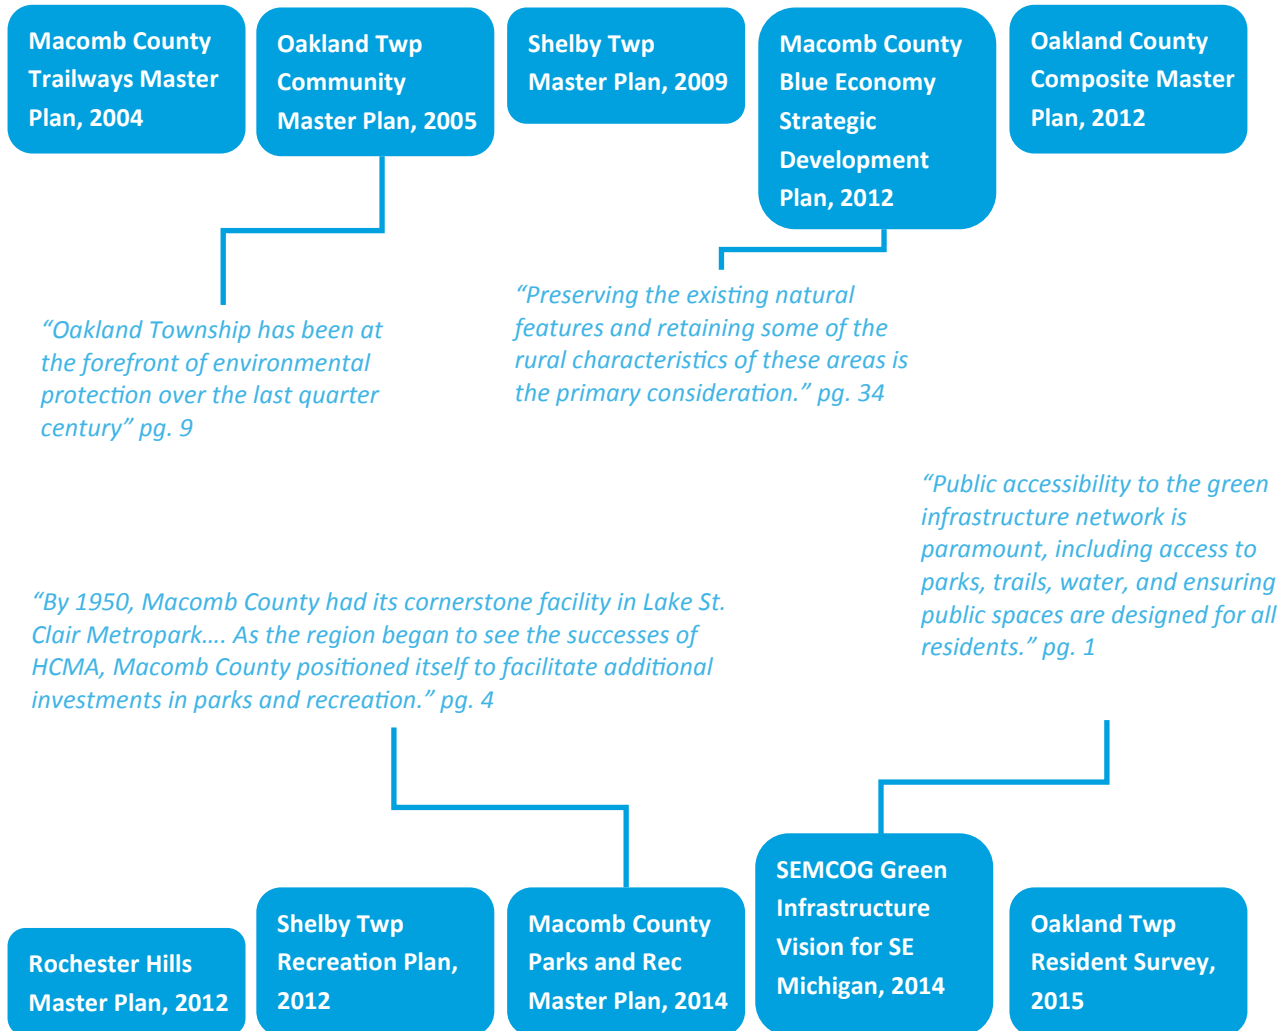 Macomb County
Trailways Master
Plan, 2004
Oakland Twp
Community
Master Plan, 2005
Shelby Twp
Master Plan, 2009
Macomb County
Blue Economy
Strategic
Development
Plan, 2012
Oakland County
Composite Master
Plan, 2012
“Oakland Township has been at
the forefront of environmental
protection over the last quarter
century” pg. 9
“Preserving the existing natural
features and retaining some of the
rural characteristics of these areas is
the primary consideration.” pg. 34
“Public accessibility to the green
infrastructure network is
paramount, including access to
parks, trails, water, and ensuring
public spaces are designed for all
residents.” pg. 1
“By 1950, Macomb County had its cornerstone facility in Lake St.
Clair Metropark.... As the region began to see the successes of
HCMA, Macomb County positioned itself to facilitate additional
investments in parks and recreation.” pg. 4
Rochester Hills
Master Plan, 2012
Shelby Twp
Recreation Plan,
2012
Macomb County
Parks and Rec
Master Plan, 2014
SEMCOG Green
Infrastructure
Vision for SE
Michigan, 2014
Oakland Twp
Resident Survey,
2015